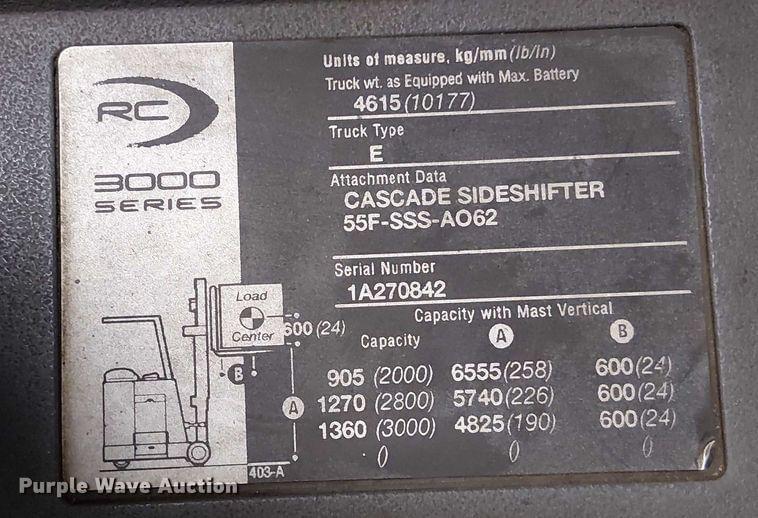 RC
3000
SERIES
Units of measure, kg/mm (lb/in)
Truck wt. as Equipped with Max. Battery
4615 (10177)
Truck Type
E
Attachment Data
CASCADE SIDESHIFTER
55F-SSS-AO62
Serial Number
1A270842
Capacity with Mast Vertical
Capacity A B
905 (2000) 6555 (258) 600 (24)
1270 (2800) 5740 (226) 600 (24)
1360 (3000) 4825 (190) 600 (24)
() () ()
Load
Center
600 (24)
B
A
403-A
Purple Wave Auction